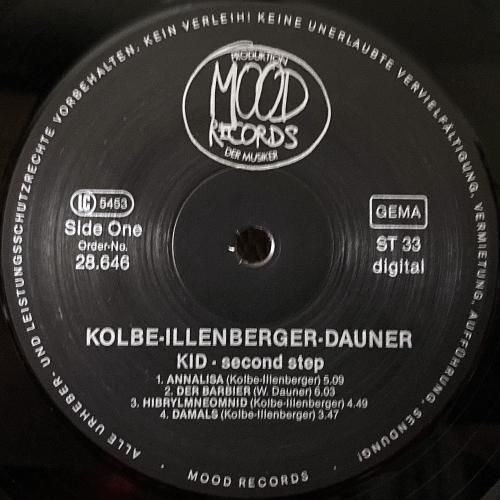 ALLE URHEBER- UND LEISTUNGSSCHUTZRECHTE VORBEHALTEN, KEIN VERLEIH! KEINE UNERLAUBTE VERVIELFÄLTIGUNG, VERMIETUNG, AUFFÜHRUNG, SENDUNG!
PRODUKTION
MOOD
RECORDS
DER MUSIKER
LC 5453
Side One
Order-No.
28.646
GEMA
ST 33
digital
KOLBE-ILLENBERGER-DAUNER
KID - second step
1. ANNALISA (Kolbe-Illenberger) 5.09
2. DER BARBIER (W. Dauner) 6.03
3. HIBRYLMNEOMNID (Kolbe-Illenberger) 4.49
4. DAMALS (Kolbe-Illenberger) 3.47
· MOOD RECORDS ·